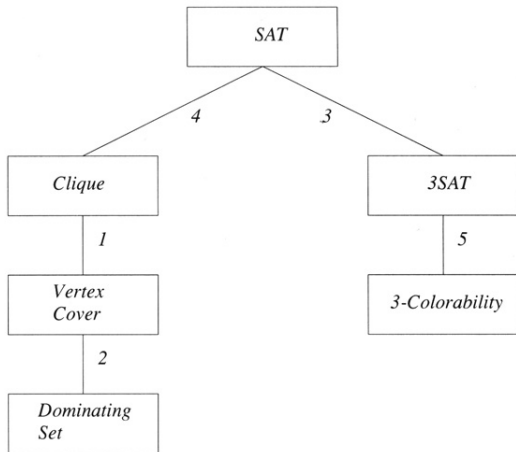 SAT
4
3
Clique
3SAT
1
5
Vertex
Cover
3-Colorability
2
Dominating
Set